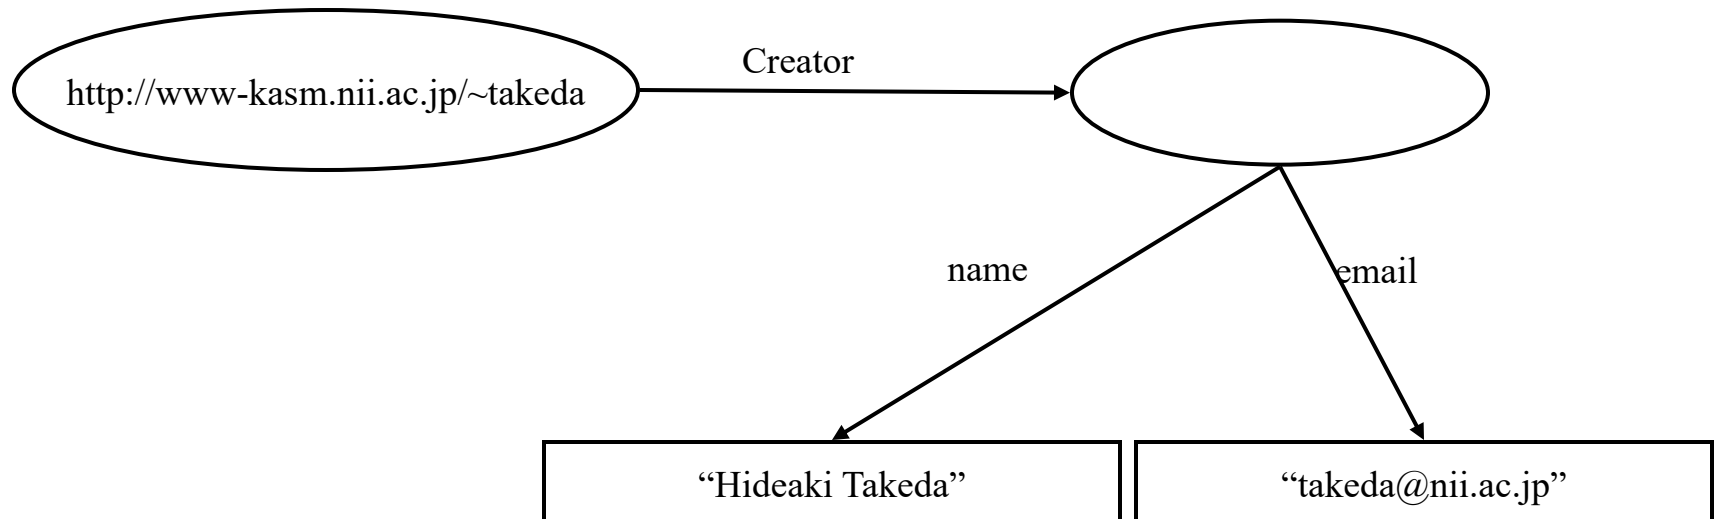 Creator
http://www-kasm.nii.ac.jp/~takeda
name
email
“Hideaki Takeda”
“takeda@nii.ac.jp”